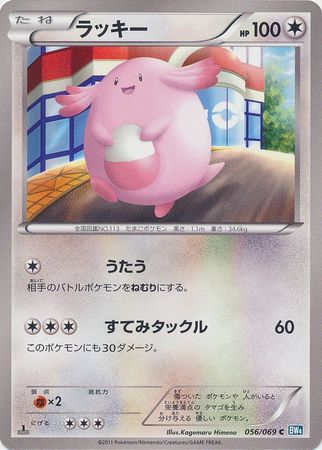 たね ラッキー HP100
全国図鑑NO.113 たまごポケモン 高さ：1.1m 重さ：34.6kg
うたう
相手のバトルポケモンをねむりにする。
すてみタックル 60
このポケモンにも30ダメージ。
弱点 抵抗力
×2
にげる
傷ついた ポケモンや 人がいると
栄養満点の タマゴを 生み
分け与える 優しい ポケモン。
1 Illus.Kagemaru Himeno 056/069 C BW4
©2011 Pokémon/Nintendo/Creatures/GAME FREAK.